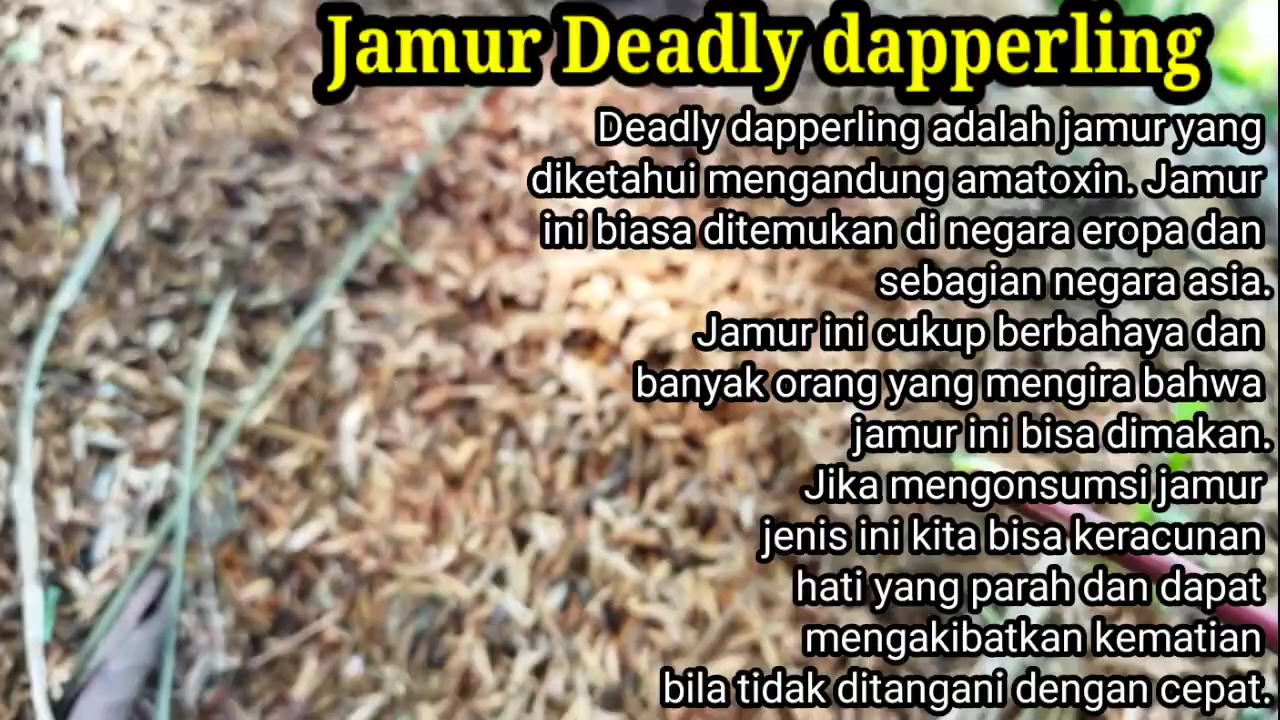 Jamur Deadly dapperling
Deadly dapperling adalah jamur yang
diketahui mengandung amatoxin. Jamur
ini biasa ditemukan di negara eropa dan
sebagian negara asia.
Jamur ini cukup berbahaya dan
banyak orang yang mengira bahwa
jamur ini bisa dimakan.
Jika mengonsumsi jamur
jenis ini kita bisa keracunan
hati yang parah dan dapat
mengakibatkan kematian
bila tidak ditangani dengan cepat.